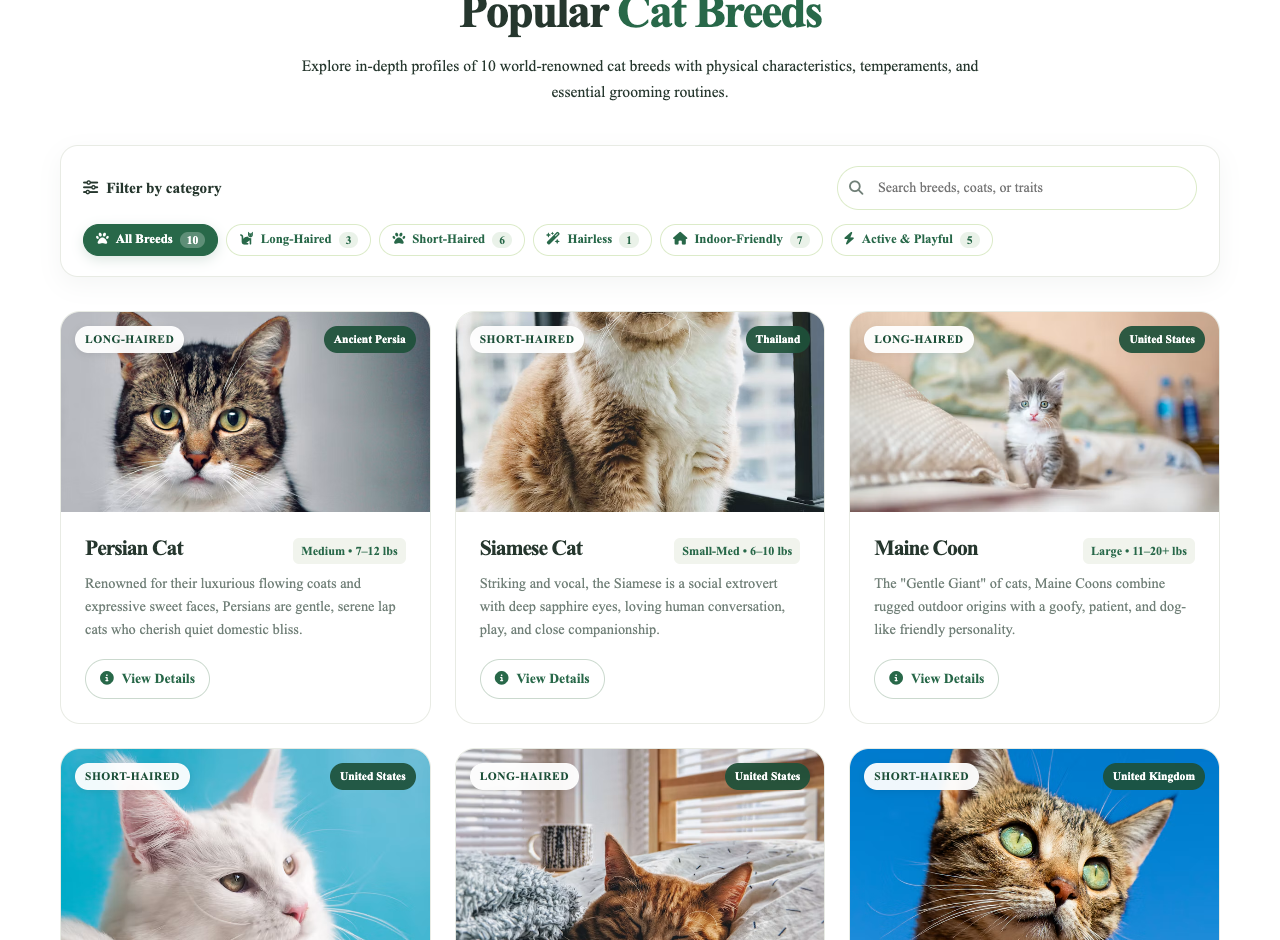 Popular Cat Breeds
Explore in-depth profiles of 10 world-renowned cat breeds with physical characteristics, temperaments, and
essential grooming routines.
Filter by category
Search breeds, coats, or traits
All Breeds 10
Long-Haired 3
Short-Haired 6
Hairless 1
Indoor-Friendly 7
Active & Playful 5
LONG-HAIRED
Ancient Persia
Persian Cat
Medium • 7–12 lbs
Renowned for their luxurious flowing coats and
expressive sweet faces, Persians are gentle, serene lap
cats who cherish quiet domestic bliss.
View Details
SHORT-HAIRED
Thailand
Siamese Cat
Small-Med • 6–10 lbs
Striking and vocal, the Siamese is a social extrovert
with deep sapphire eyes, loving human conversation,
play, and close companionship.
View Details
LONG-HAIRED
United States
Maine Coon
Large • 11–20+ lbs
The "Gentle Giant" of cats, Maine Coons combine
rugged outdoor origins with a goofy, patient, and dog-
like friendly personality.
View Details
SHORT-HAIRED
United States
LONG-HAIRED
United States
SHORT-HAIRED
United Kingdom